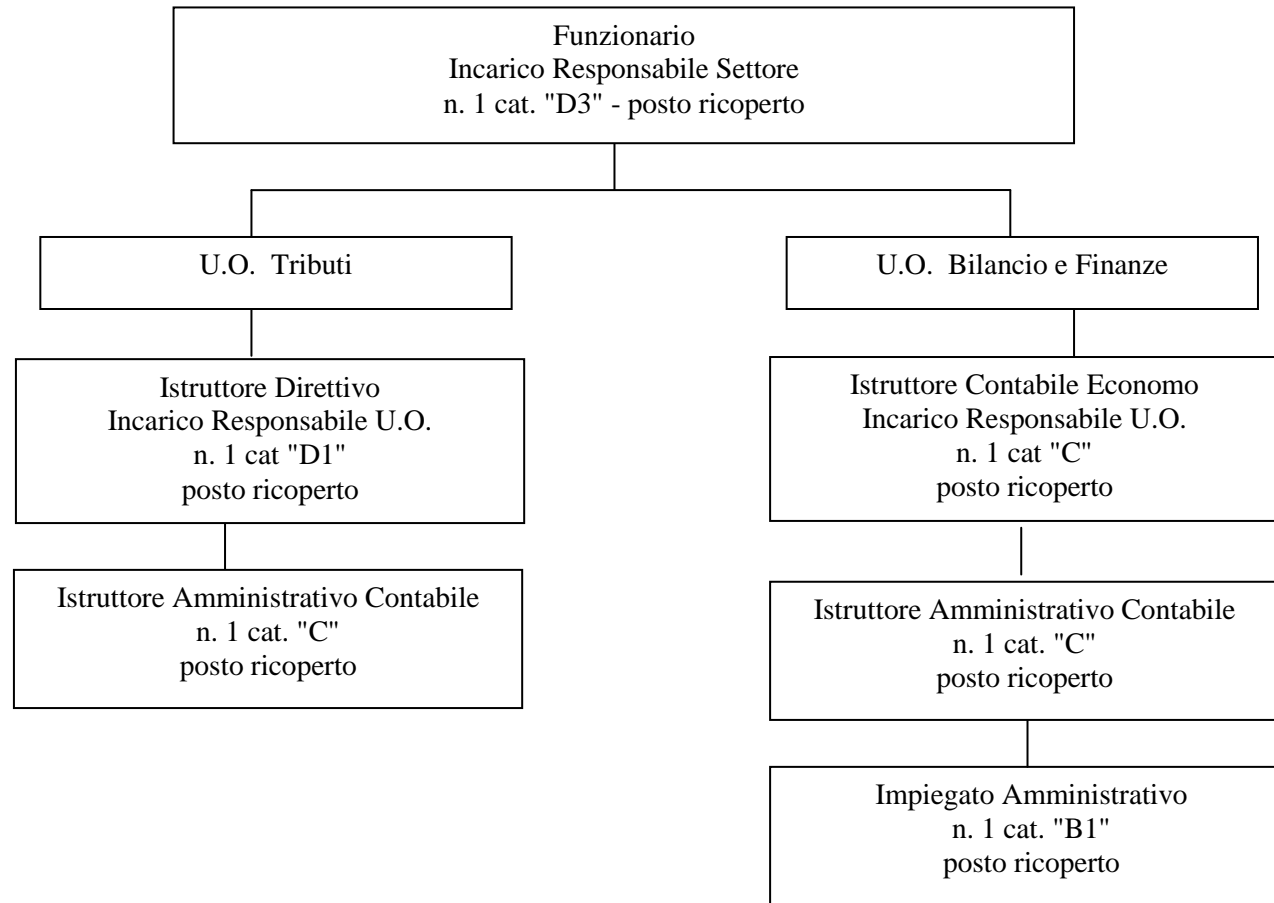 Funzionario
Incarico Responsabile Settore
n. 1 cat. "D3" - posto ricoperto
U.O. Tributi
U.O. Bilancio e Finanze
Istruttore Direttivo
Incarico Responsabile U.O.
n. 1 cat "D1"
posto ricoperto
Istruttore Contabile Economo
Incarico Responsabile U.O.
n. 1 cat "C"
posto ricoperto
Istruttore Amministrativo Contabile
n. 1 cat. "C"
posto ricoperto
Istruttore Amministrativo Contabile
n. 1 cat. "C"
posto ricoperto
Impiegato Amministrativo
n. 1 cat. "B1"
posto ricoperto